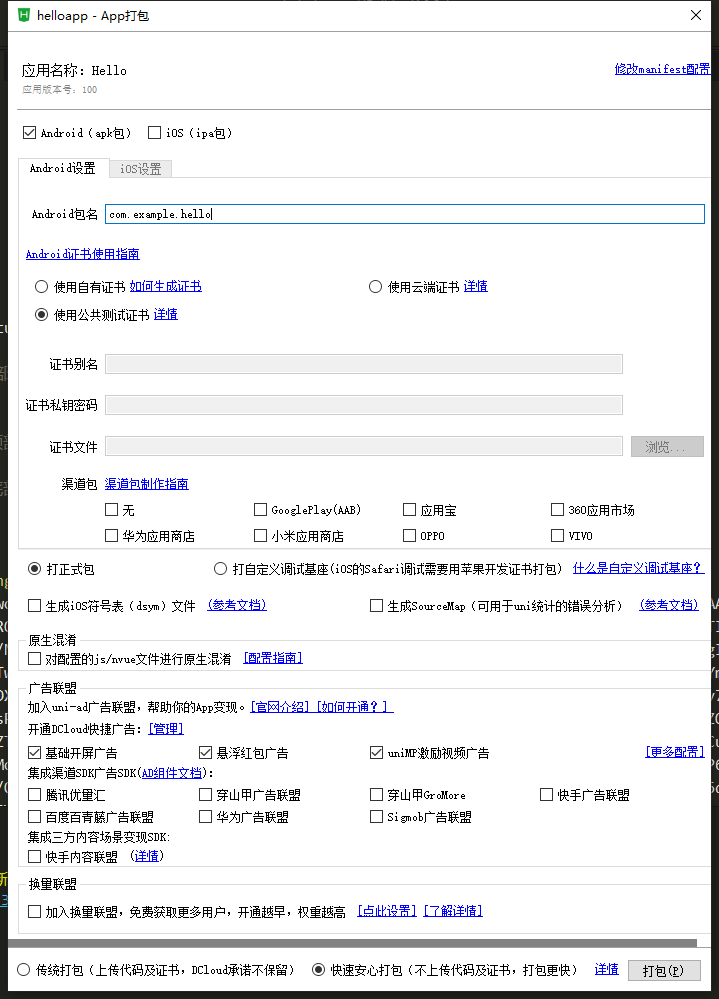 helloapp - App打包
应用名称：Hello
修改manifest配置
应用版本号：100
Android（apk包） iOS（ipa包）
Android设置 iOS设置
Android包名 com.example.hello
Android证书使用指南
使用自有证书 如何生成证书 使用云端证书 详情
使用公共测试证书 详情
证书别名
证书私钥密码
证书文件 浏览...
渠道包 渠道包制作指南
无 GooglePlay(AAB) 应用宝 360应用市场
华为应用商店 小米应用商店 OPPO VIVO
打正式包 打自定义调试基座(iOS的Safari调试需要用苹果开发证书打包) 什么是自定义调试基座？
生成iOS符号表（dsym）文件 （参考文档） 生成SourceMap（可用于uni统计的错误分析） （参考文档）
原生混淆
对配置的js/nvue文件进行原生混淆 [配置指南]
广告联盟
加入uni-ad广告联盟，帮助你的App变现。[官网介绍] [如何开通？]
开通DCloud快捷广告：[管理]
基础开屏广告 悬浮红包广告 uniMP激励视频广告 [更多配置]
集成渠道SDK广告SDK(AD组件文档)：
腾讯优量汇 穿山甲广告联盟 穿山甲GroMore 快手广告联盟
百度百青藤广告联盟 华为广告联盟 Sigmob广告联盟
集成三方内容场景变现SDK:
快手内容联盟 （详情）
换量联盟
加入换量联盟，免费获取更多用户，开通越早，权重越高 [点此设置] [了解详情]
传统打包（上传代码及证书，DCloud承诺不保留） 快速安心打包（不上传代码及证书，打包更快） 详情 打包(P)